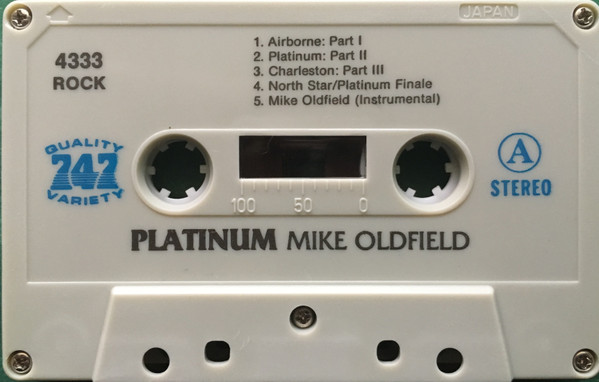 JAPAN
4333
ROCK
1. Airborne: Part I
2. Platinum: Part II
3. Charleston: Part III
4. North Star/Platinum Finale
5. Mike Oldfield (Instrumental)
QUALITY
747
VARIETY
A
STEREO
100 50 0
PLATINUM MIKE OLDFIELD